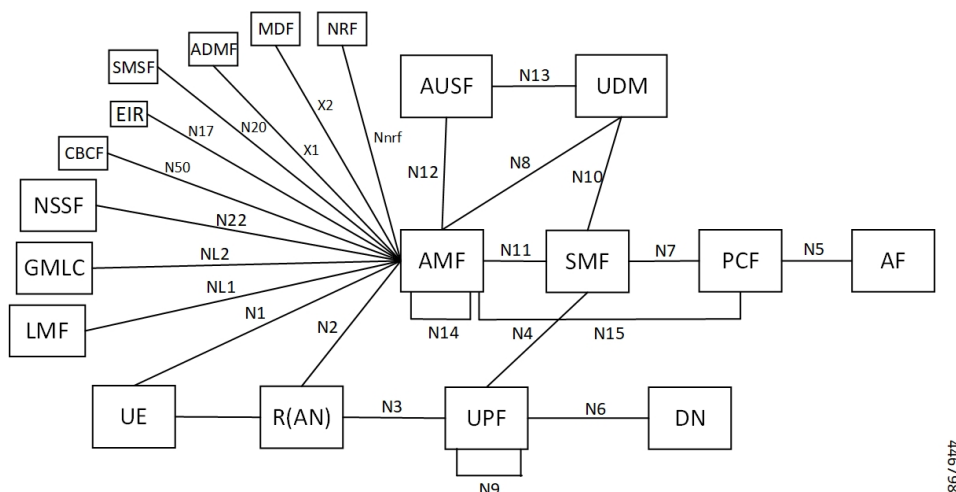 MDF
NRF
ADMF
SMSF
AUSF
N13
UDM
EIR
X2
N20
N17
X1
Nnrf
CBCF
N50
N12
N8
N10
NSSF
N22
GMLC
NL2
AMF
N11
SMF
N7
PCF
N5
AF
NL1
LMF
N1
N2
N14
N4
N15
UE
R(AN)
N3
UPF
N6
DN
N9
446798